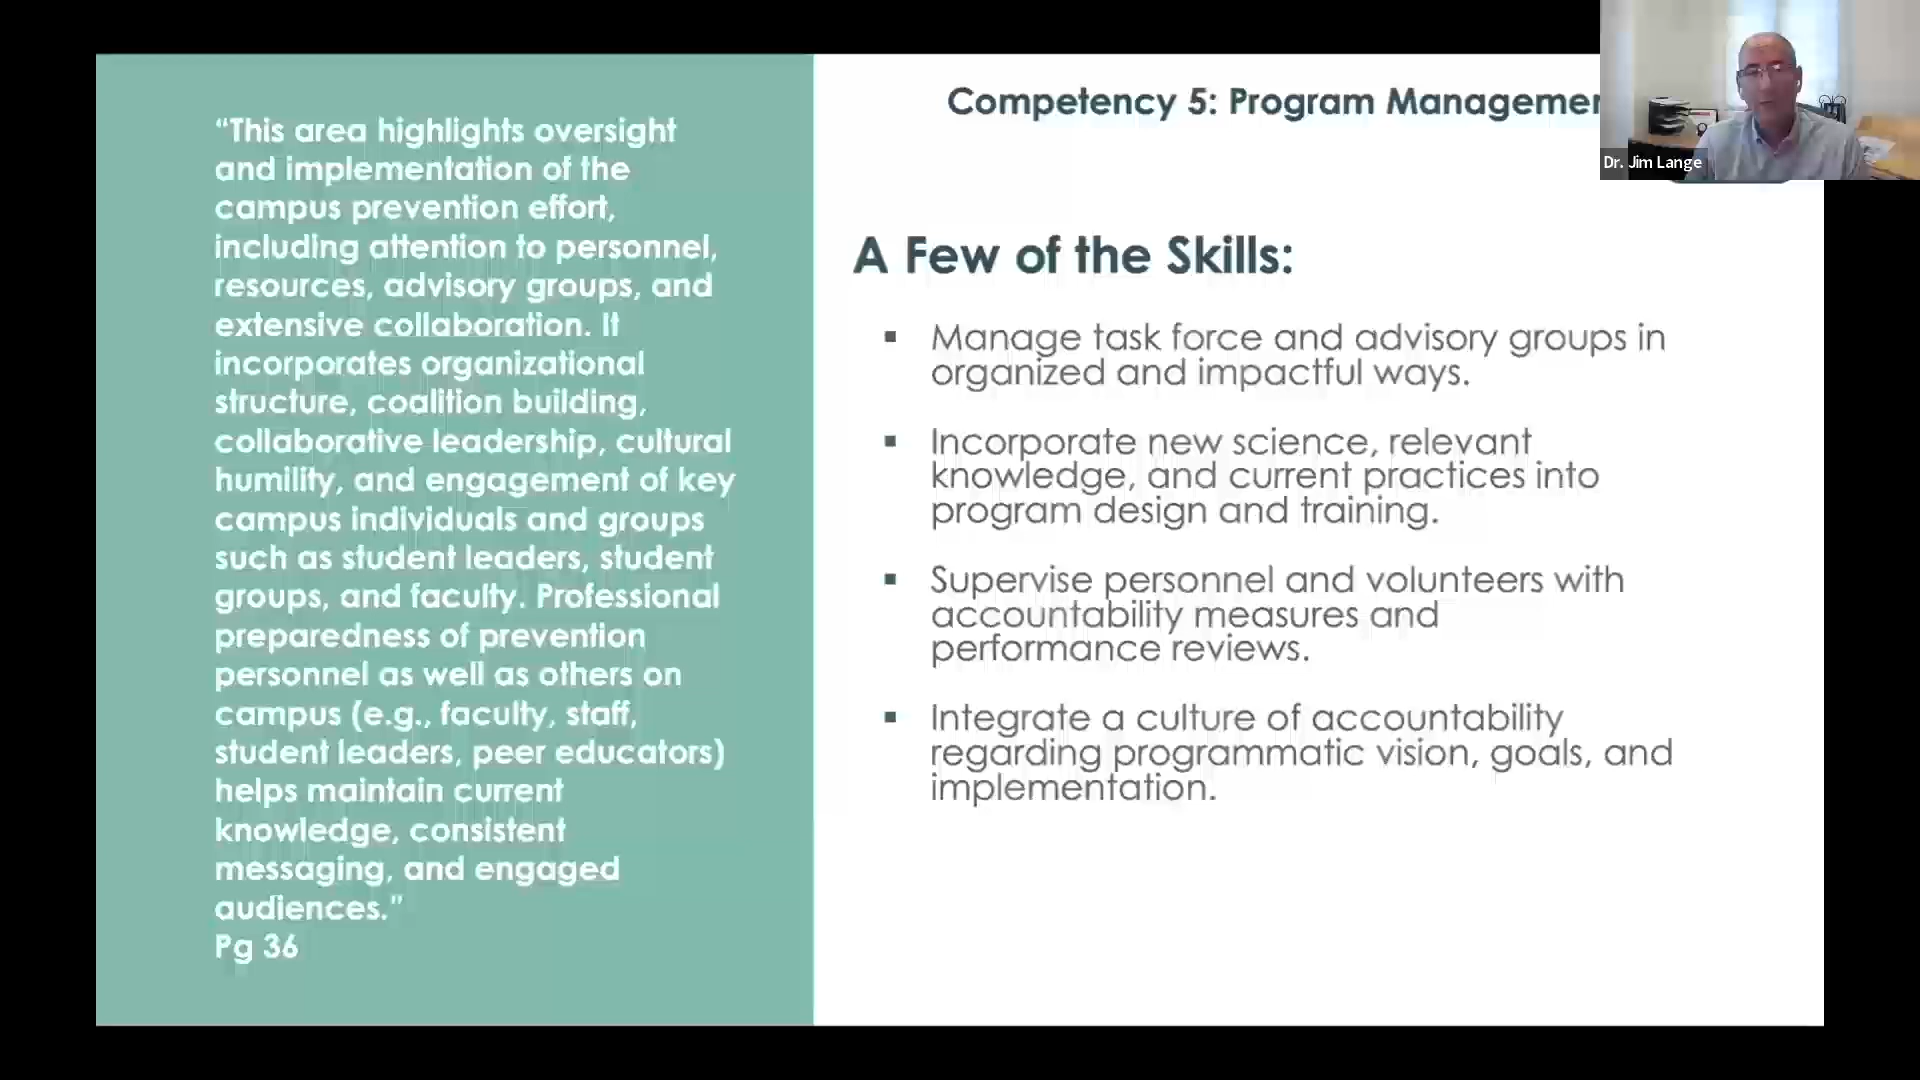 “This area highlights oversight
and implementation of the
campus prevention effort,
including attention to personnel,
resources, advisory groups, and
extensive collaboration. It
incorporates organizational
structure, coalition building,
collaborative leadership, cultural
humility, and engagement of key
campus individuals and groups
such as student leaders, student
groups, and faculty. Professional
preparedness of prevention
personnel as well as others on
campus (e.g., faculty, staff,
student leaders, peer educators)
helps maintain current
knowledge, consistent
messaging, and engaged
audiences.”
Pg 36
Competency 5: Program
A Few of the Skills:
▪ Manage task force and advisory groups in
organized and impactful ways.
▪ Incorporate new science, relevant
knowledge, and current practices into
program design and training.
▪ Supervise personnel and volunteers with
accountability measures and
performance reviews.
▪ Integrate a culture of accountability
regarding programmatic vision, goals, and
implementation.
Dr. Jim Lange